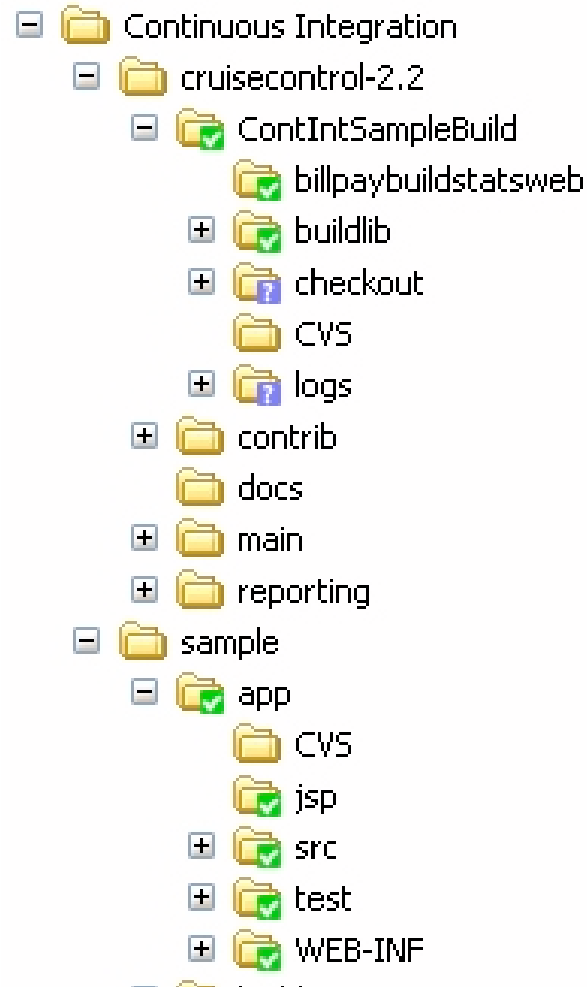 Continuous Integration
cruisecontrol-2.2
ContIntSampleBuild
billpaybuildstatsweb
buildlib
checkout
CVS
logs
contrib
docs
main
reporting
sample
app
CVS
jsp
src
test
WEB-INF